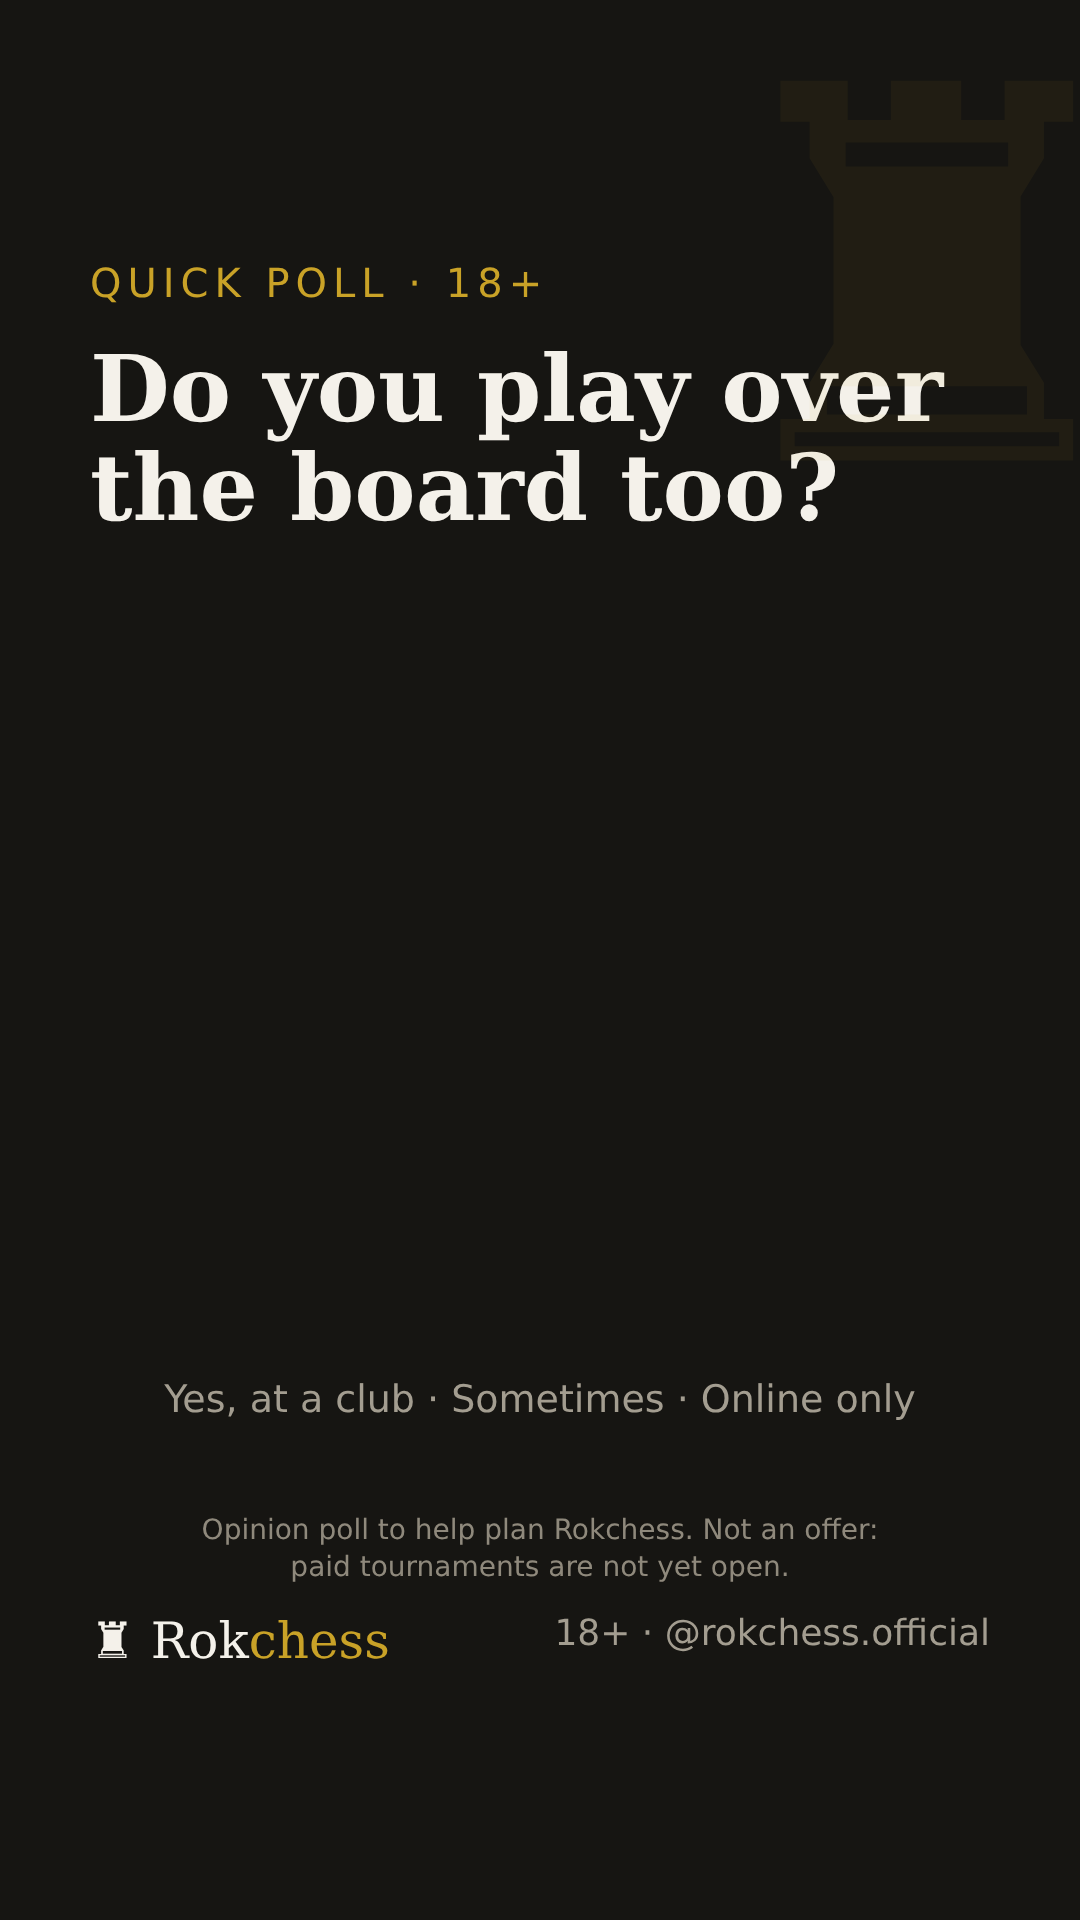 QUICK POLL · 18+
Do you play over
the board too?
Yes, at a club · Sometimes · Online only
Opinion poll to help plan Rokchess. Not an offer:
paid tournaments are not yet open.
♜ Rokchess
18+ · @rokchess.official